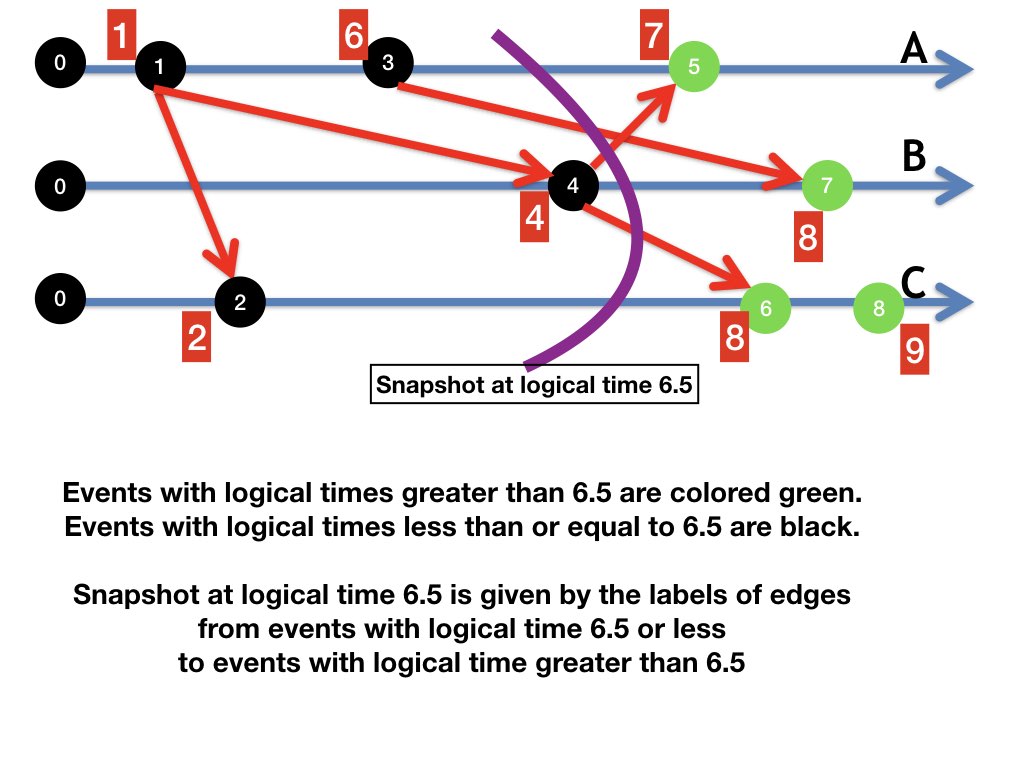 1 6 7
0 1 3 5 A
0 4 7 B
4 8
0 2 6 8 C
2 8 9
Snapshot at logical time 6.5
Events with logical times greater than 6.5 are colored green.
Events with logical times less than or equal to 6.5 are black.
Snapshot at logical time 6.5 is given by the labels of edges
from events with logical time 6.5 or less
to events with logical time greater than 6.5